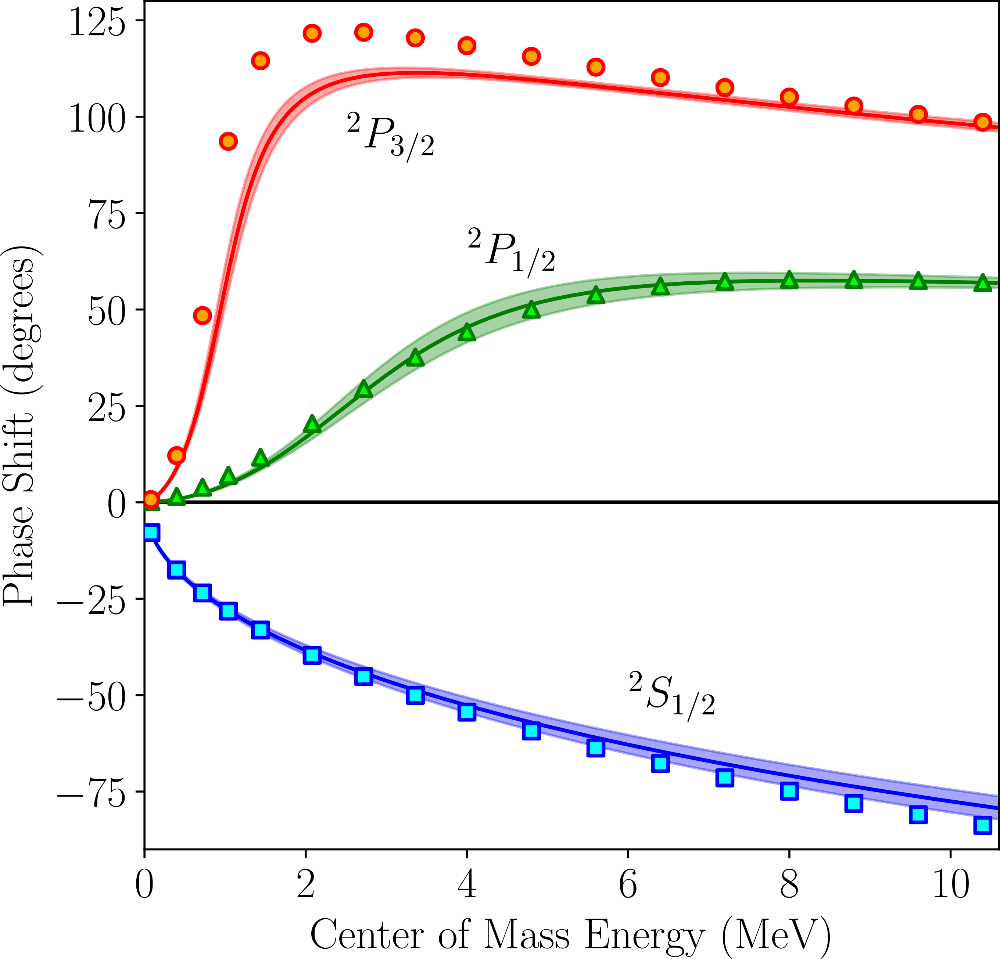 125
100
75
50
25
0
−25
−50
−75
Phase Shift (degrees)
²P₃/₂
²P₁/₂
²S₁/₂
0 2 4 6 8 10
Center of Mass Energy (MeV)